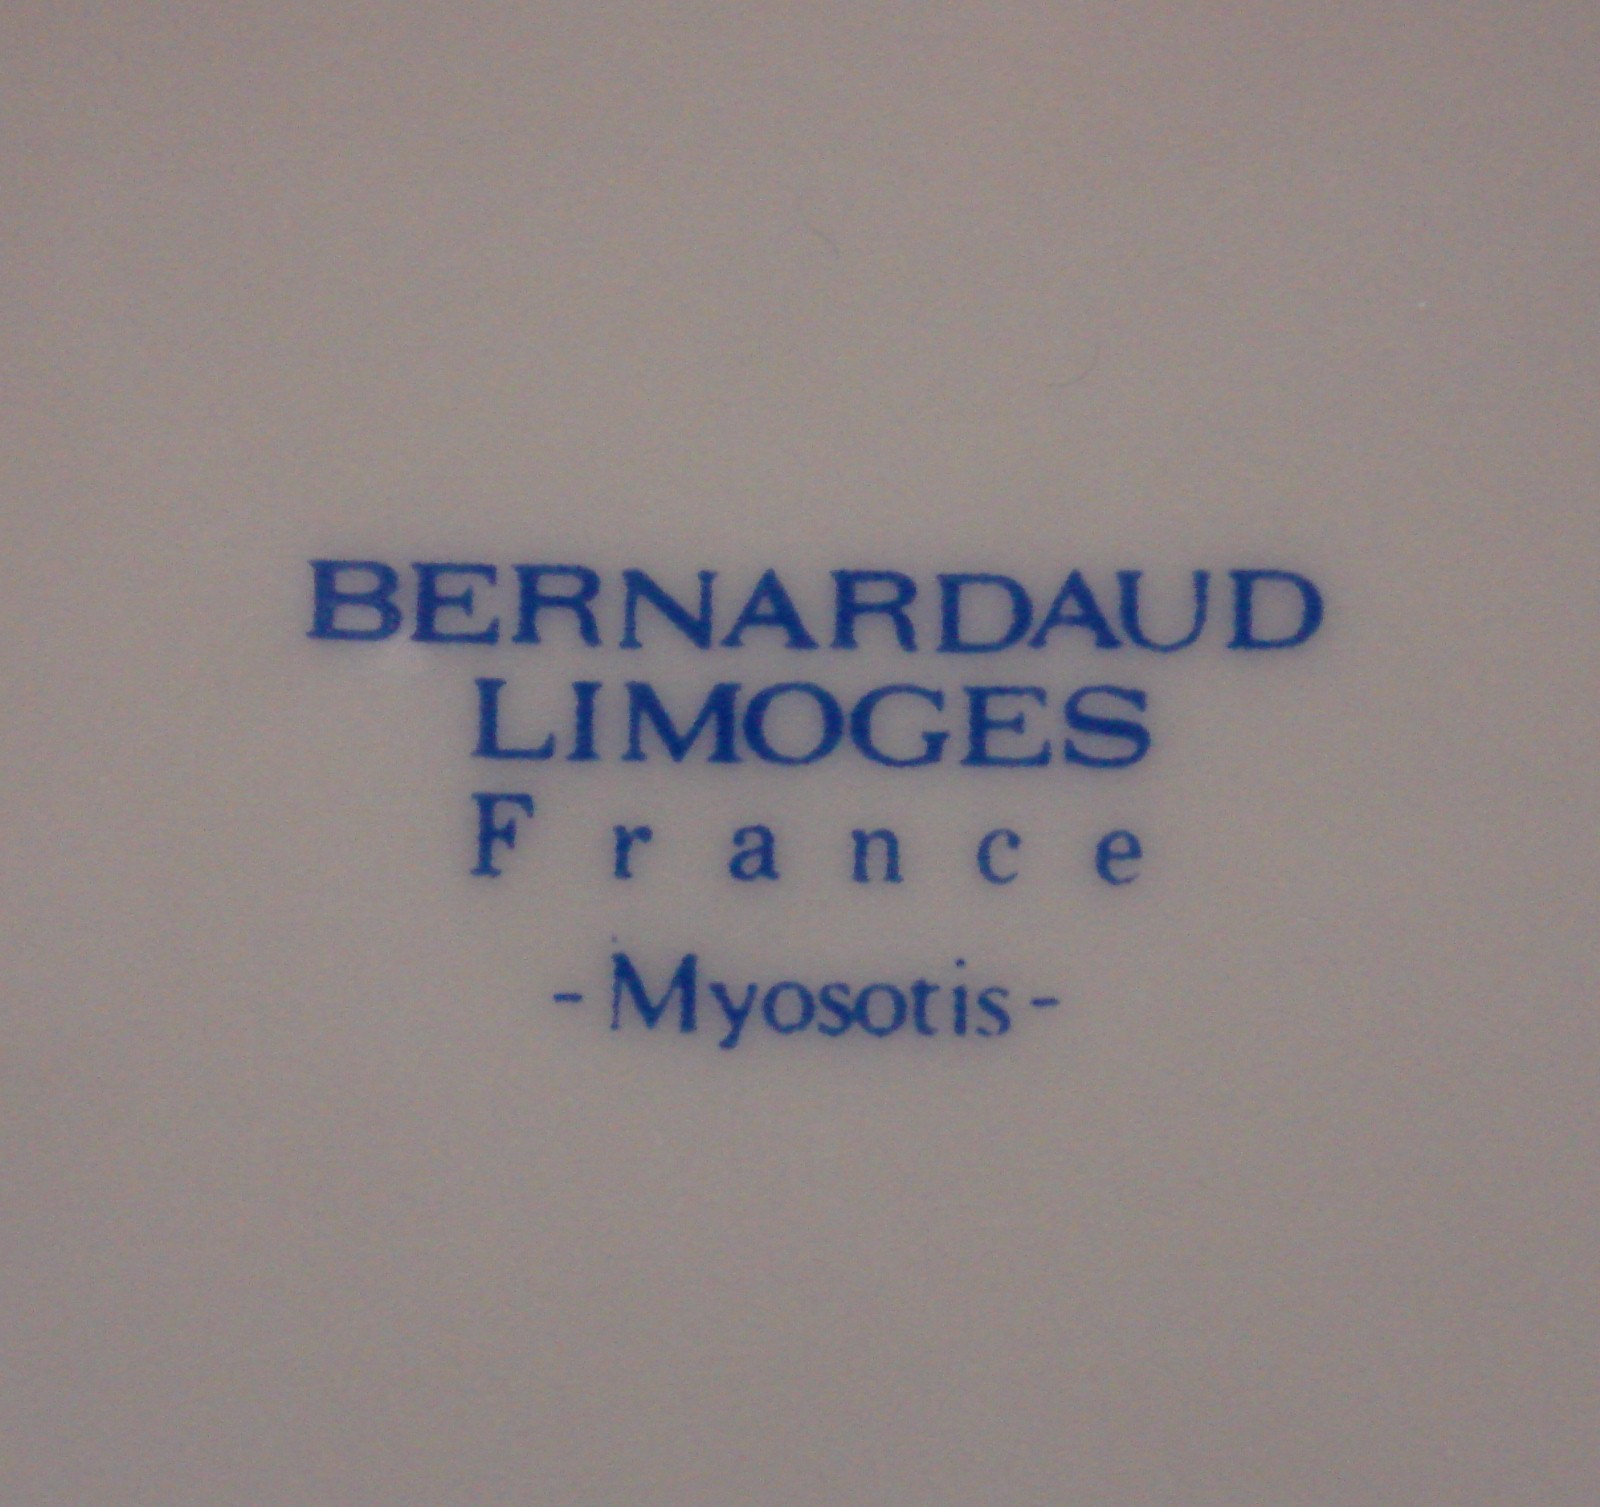 BERNARDAUD
LIMOGES
France
-Myosotis-